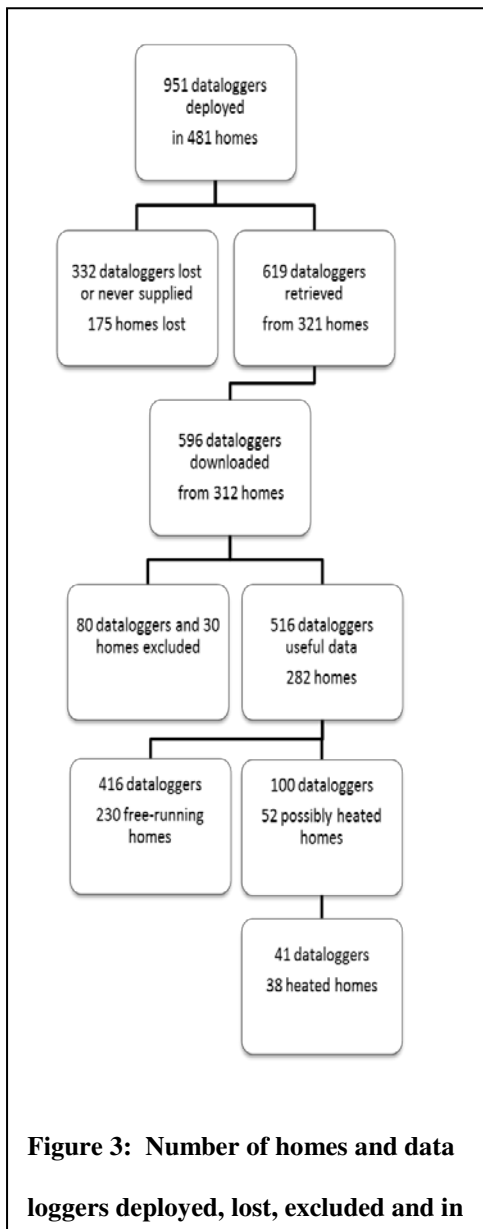 951 dataloggers
deployed
in 481 homes
332 dataloggers lost
or never supplied
175 homes lost
619 dataloggers
retrieved
from 321 homes
596 dataloggers
downloaded
from 312 homes
80 dataloggers and 30
homes excluded
516 dataloggers
useful data
282 homes
416 dataloggers
230 free-running
homes
100 dataloggers
52 possibly heated
homes
41 dataloggers
38 heated homes
Figure 3: Number of homes and data
loggers deployed, lost, excluded and in